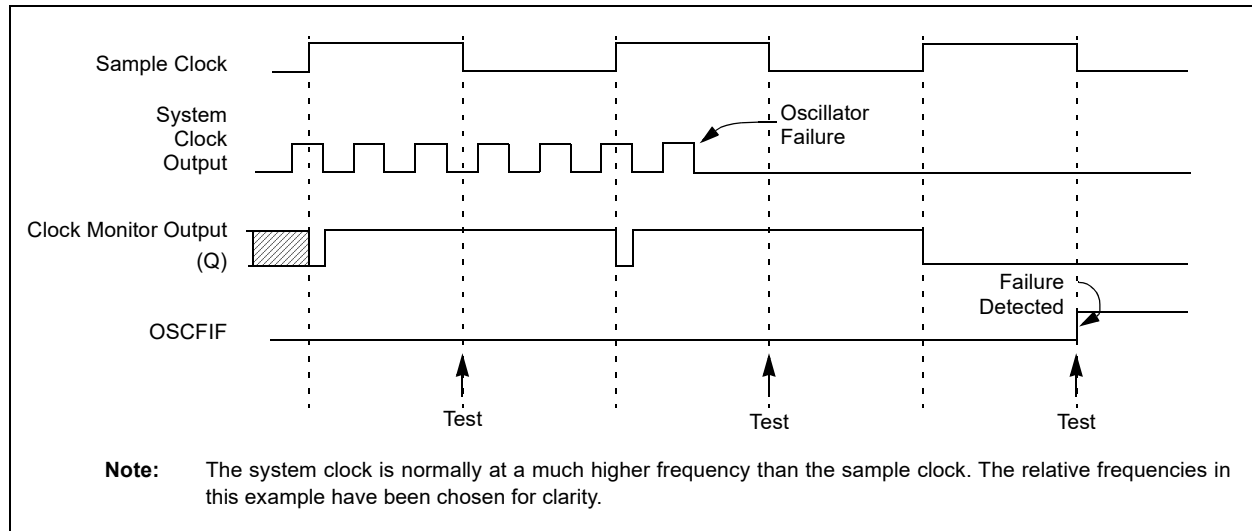 Sample Clock
System
Clock
Output
Oscillator
Failure
Clock Monitor Output
(Q)
Failure
Detected
OSCFIF
Test
Test
Test
Note: The system clock is normally at a much higher frequency than the sample clock. The relative frequencies in
this example have been chosen for clarity.